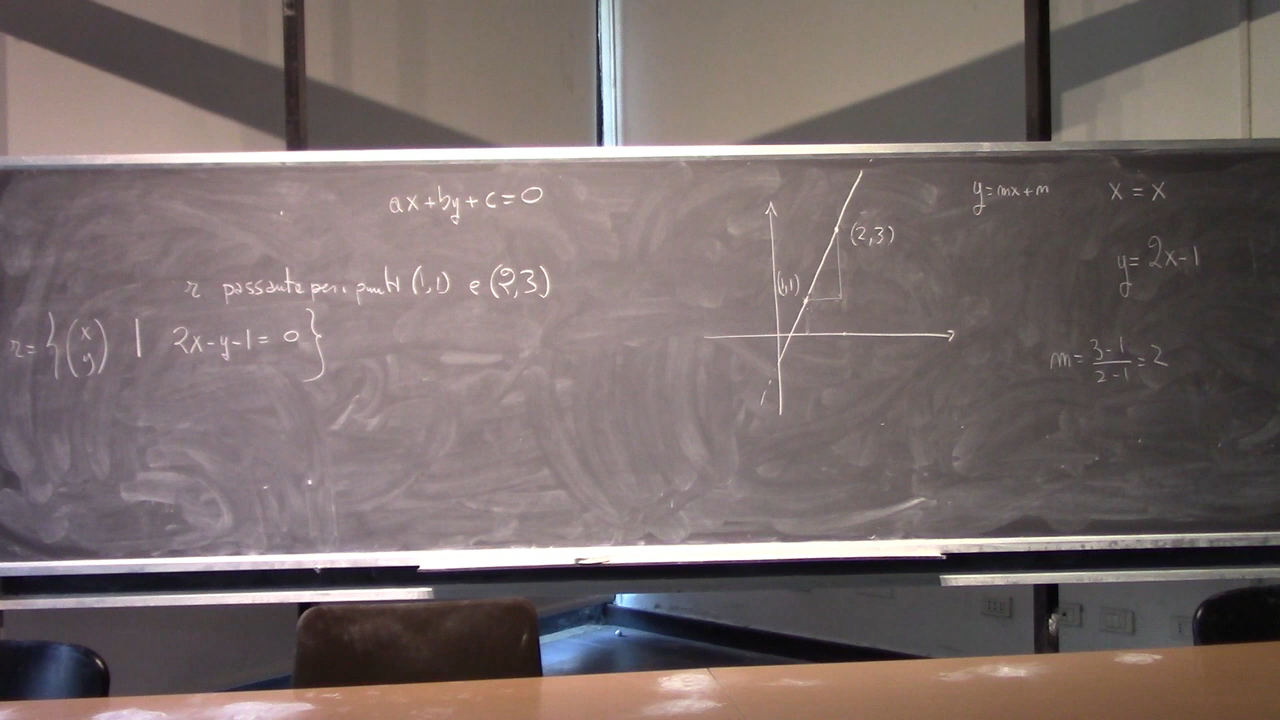 ax+by+c=0
r passante per i punti (1,1) e (2,3)
r = { (x y) | 2x-y-1=0 }
(2,3)
(1,1)
y=mx+n
x = x
y= 2x-1
m = 3-1 / 2-1 = 2